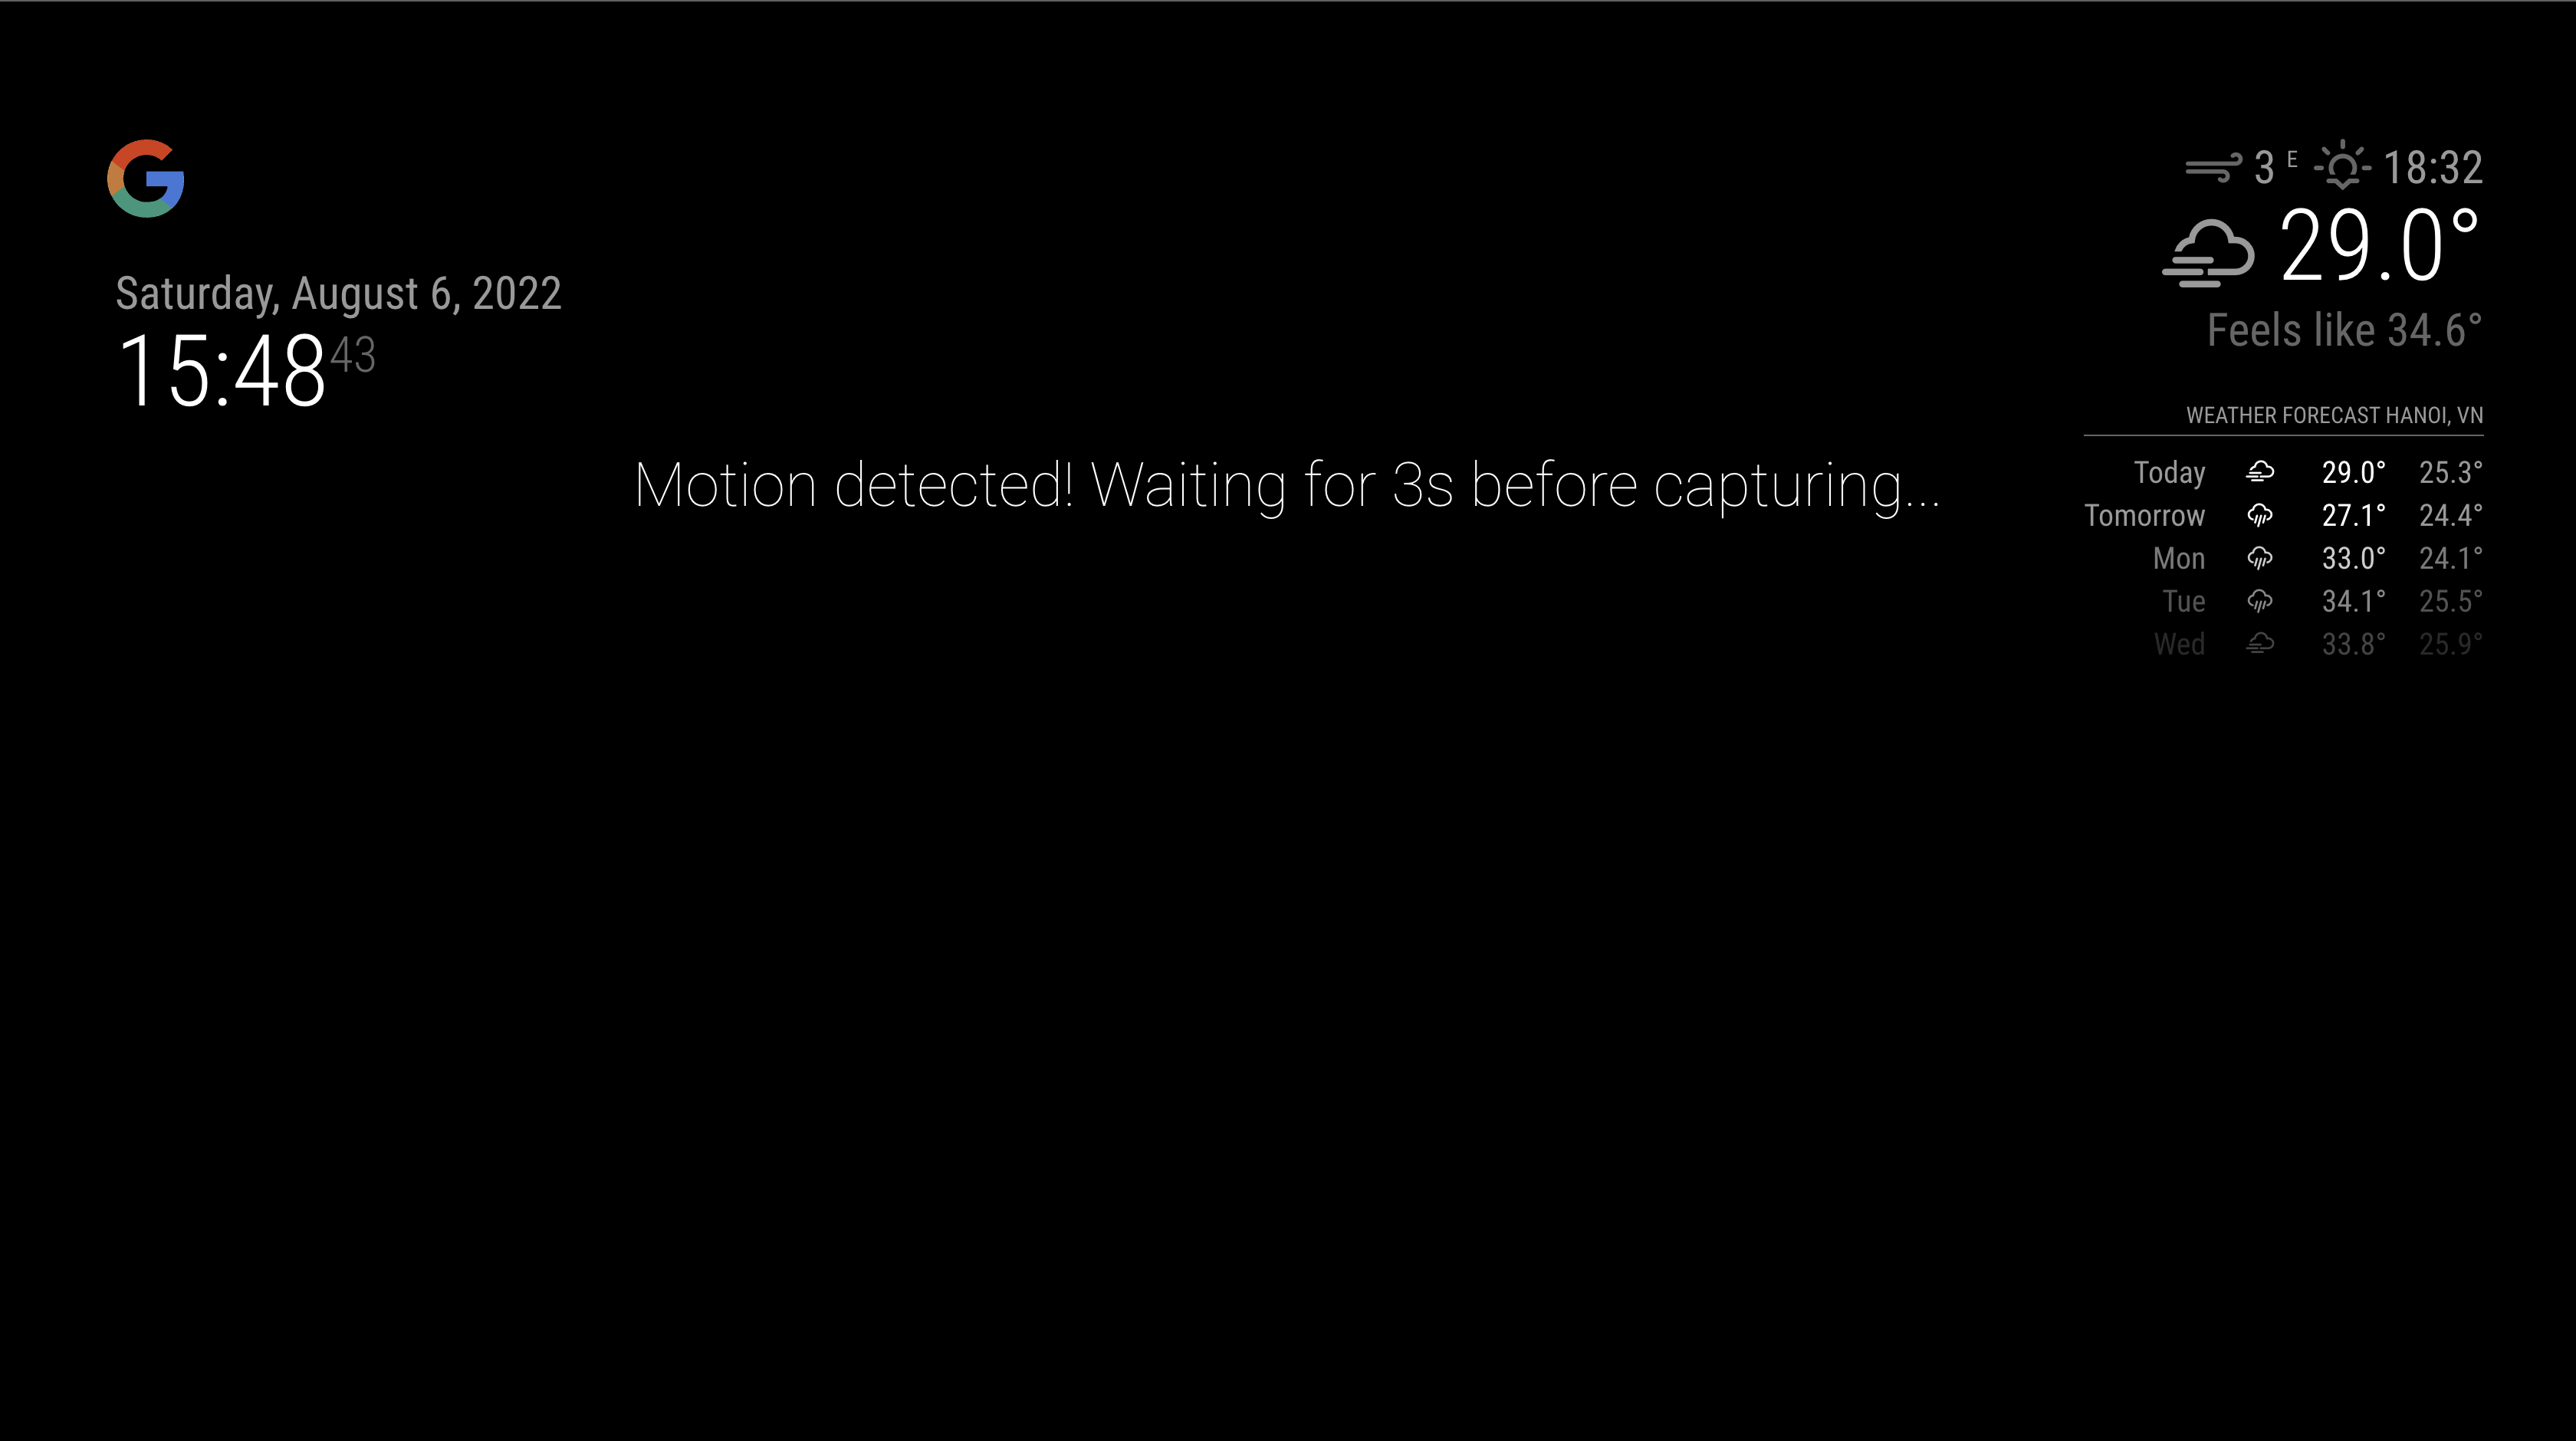 Saturday, August 6, 2022
15:48 43
3 E 18:32
29.0°
Feels like 34.6°
WEATHER FORECAST HANOI, VN
Today 29.0° 25.3°
Tomorrow 27.1° 24.4°
Mon 33.0° 24.1°
Tue 34.1° 25.5°
Wed 33.8° 25.9°
Motion detected! Waiting for 3s before capturing...